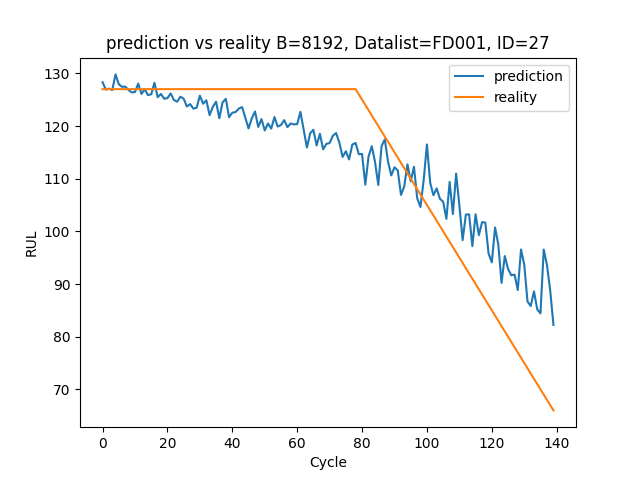 prediction vs reality B=8192, Datalist=FD001, ID=27
prediction
reality
130
120
110
100
90
80
70
RUL
0 20 40 60 80 100 120 140
Cycle